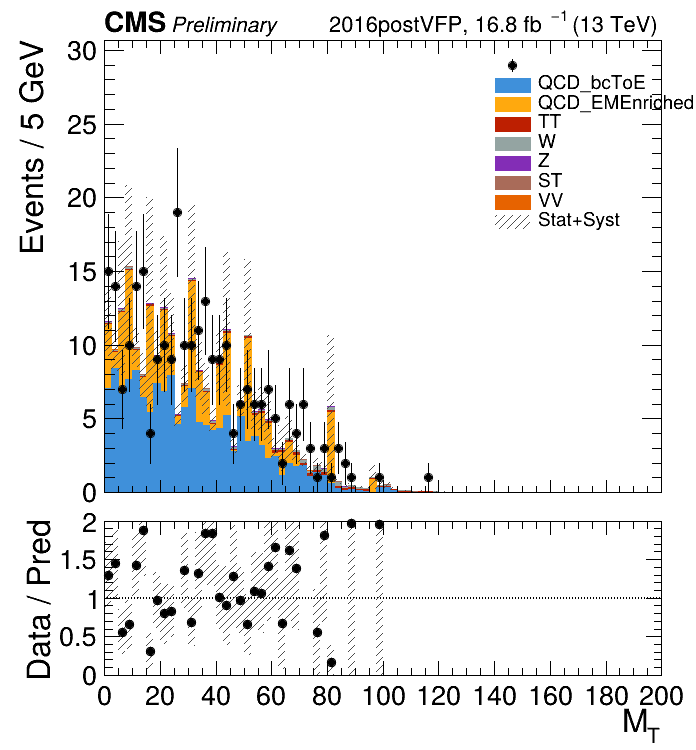 CMS Preliminary 2016postVFP, 16.8 fb⁻¹ (13 TeV)
Events / 5 GeV
30
25
20
15
10
5
0
QCD_bcToE
QCD_EMEnriched
TT
W
Z
ST
VV
Stat+Syst
Data / Pred
2
1.5
1
0.5
0
0 20 40 60 80 100 120 140 160 180 200
M_T